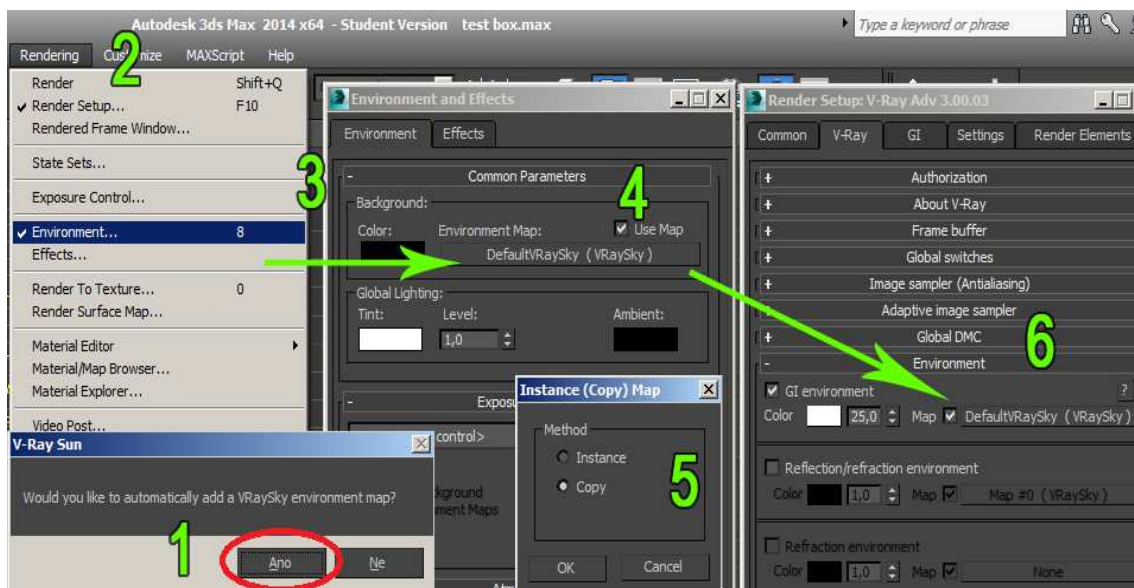 Autodesk 3ds Max 2014 x64 - Student Version test box.max
Type a keyword or phrase
Rendering Customize MAXScript Help
2
Render Shift+Q
Render Setup... F10
Rendered Frame Window...
State Sets...
Exposure Control...
Environment... 8
Effects...
Render To Texture... 0
Render Surface Map...
Material Editor
Material/Map Browser...
Material Explorer...
Video Post...
V-Ray Sun
Would you like to automatically add a VRaySky environment map?
1
Ano Ne
Environment and Effects
Environment Effects
3
- Common Parameters
4
Background:
Color: Environment Map: Use Map
DefaultVRaySky ( VRaySky )
Global Lighting:
Tint: Level: Ambient:
1,0
- Expos
control>
Instance (Copy) Map
Method
Instance
Copy
5
OK Cancel
Render Setup: V-Ray Adv 3.00.03
Common V-Ray GI Settings Render Elements
+ Authorization
+ About V-Ray
+ Frame buffer
+ Global switches
+ Image sampler (Antialiasing)
+ Adaptive image sampler
+ Global DMC
6
- Environment
GI environment ?
Color 25,0 Map DefaultVRaySky ( VRaySky )
Reflection/refraction environment
Color 1,0 Map Map #0 ( VRaySky )
Refraction environment
Color 1,0 Map None